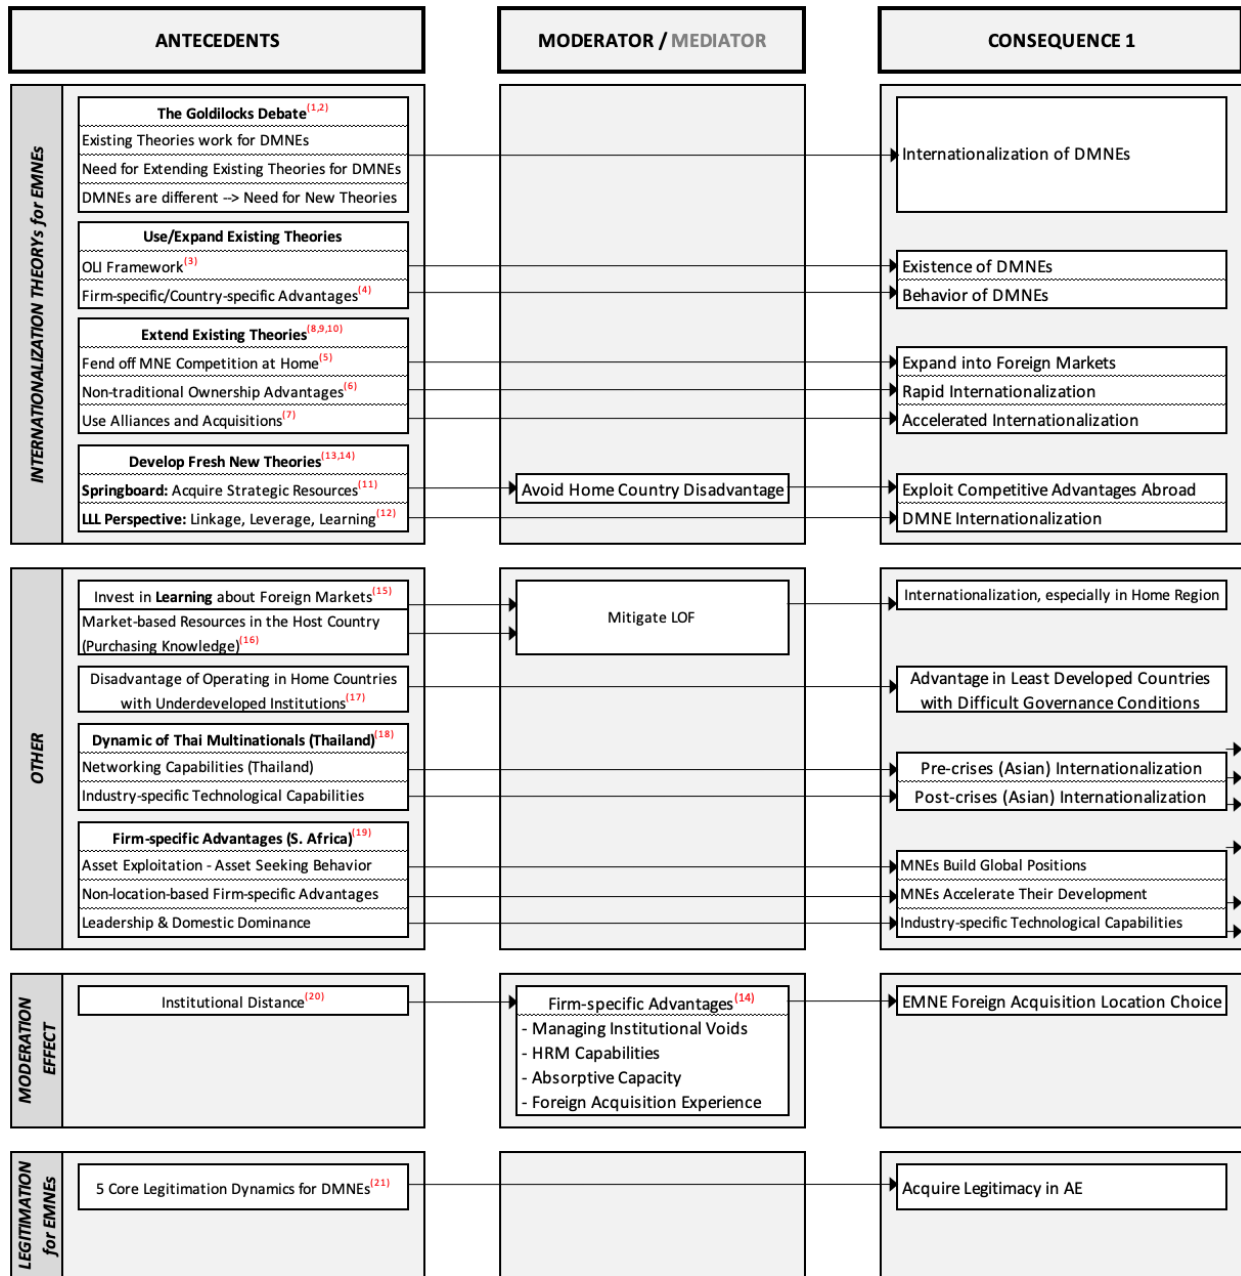 ANTECEDENTS
MODERATOR / MEDIATOR
CONSEQUENCE 1
INTERNATIONALIZATION THEORYs for EMNEs
The Goldilocks Debate(1,2)
Existing Theories work for DMNEs
Need for Extending Existing Theories for DMNEs
DMNEs are different --> Need for New Theories
Internationalization of DMNEs
Use/Expand Existing Theories
OLI Framework(3)
Firm-specific/Country-specific Advantages(4)
Existence of DMNEs
Behavior of DMNEs
Extend Existing Theories(8,9,10)
Fend off MNE Competition at Home(5)
Non-traditional Ownership Advantages(6)
Use Alliances and Acquisitions(7)
Expand into Foreign Markets
Rapid Internationalization
Accelerated Internationalization
Develop Fresh New Theories(13,14)
Springboard: Acquire Strategic Resources(11)
LLL Perspective: Linkage, Leverage, Learning(12)
Avoid Home Country Disadvantage
Exploit Competitive Advantages Abroad
DMNE Internationalization
OTHER
Invest in Learning about Foreign Markets(15)
Market-based Resources in the Host Country
(Purchasing Knowledge)(16)
Mitigate LOF
Internationalization, especially in Home Region
Disadvantage of Operating in Home Countries
with Underdeveloped Institutions(17)
Advantage in Least Developed Countries
with Difficult Governance Conditions
Dynamic of Thai Multinationals (Thailand)(18)
Networking Capabilities (Thailand)
Industry-specific Technological Capabilities
Pre-crises (Asian) Internationalization
Post-crises (Asian) Internationalization
Firm-specific Advantages (S. Africa)(19)
Asset Exploitation - Asset Seeking Behavior
Non-location-based Firm-specific Advantages
Leadership & Domestic Dominance
MNEs Build Global Positions
MNEs Accelerate Their Development
Industry-specific Technological Capabilities
MODERATION
EFFECT
Institutional Distance(20)
Firm-specific Advantages(14)
- Managing Institutional Voids
- HRM Capabilities
- Absorptive Capacity
- Foreign Acquisition Experience
EMNE Foreign Acquisition Location Choice
LEGITIMATION
for EMNEs
5 Core Legitimation Dynamics for DMNEs(21)
Acquire Legitimacy in AE